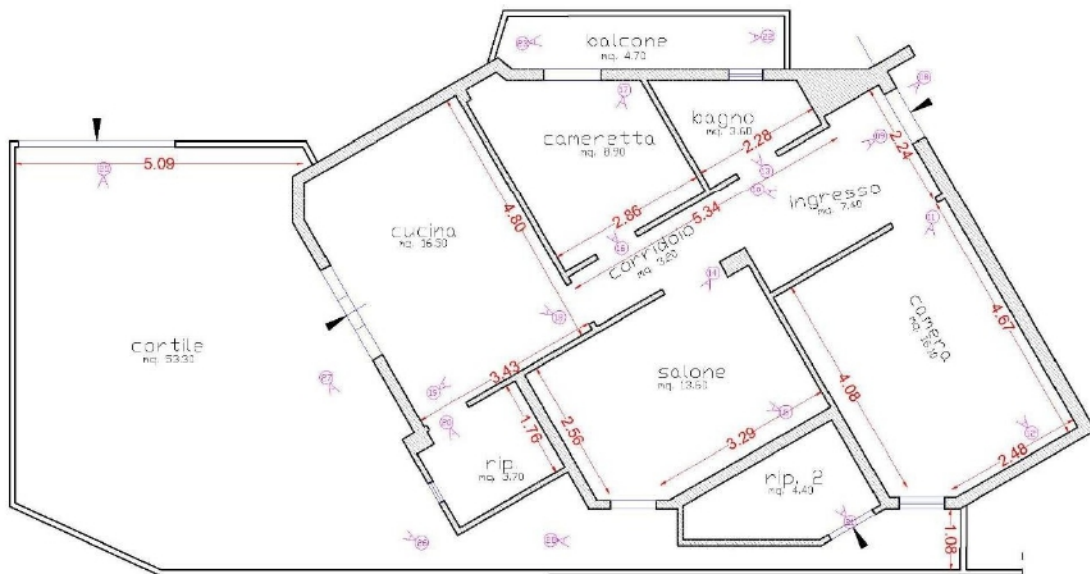 balcone
mq. 4.70
cameretta
mq. 8.90
bagno
mq. 3.60
2.28
2.24
5.09
4.80
cucina
mq. 16.50
2.86
5.34
ingresso
mq. 7.40
corridoio
mq. 3.20
cortile
mq. 53.30
camera
4.67
3.43
salone
mq. 18.60
4.08
2.56
3.29
1.76
rip.
mq. 3.70
rip. 2
mq. 4.40
2.48
1.08